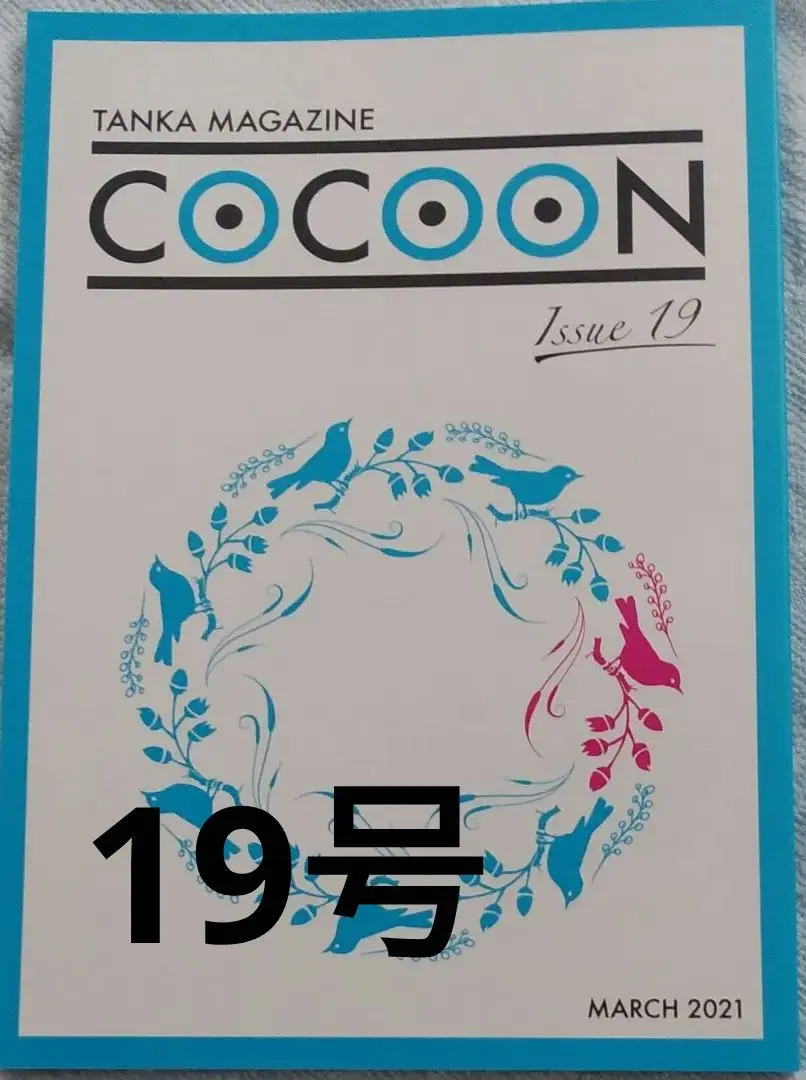 TANKA MAGAZINE
COCOON
Issue 19
19号
MARCH 2021